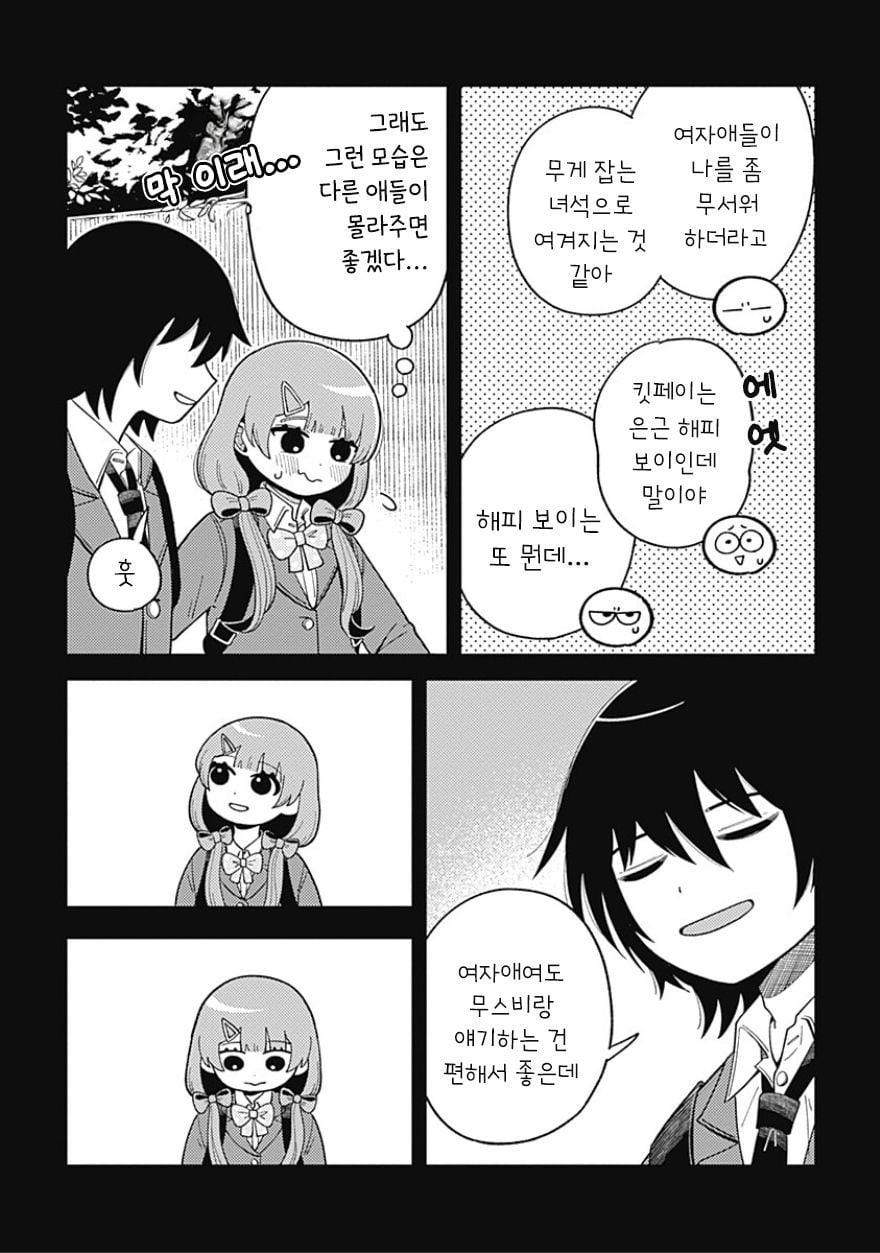 여자애들이
나를 좀
무서워
하더라고
무게 잡는
녀석으로
여겨지는 것
같아
에헷
킷페이는
은근 해피
보이인데
말이야
해피 보이는
또 뭔데...
그래도
그런 모습은
다른 애들이
몰라주면
좋겠다...
막 이래...
훗
여자애여도
무스비랑
얘기하는 건
편해서 좋은데